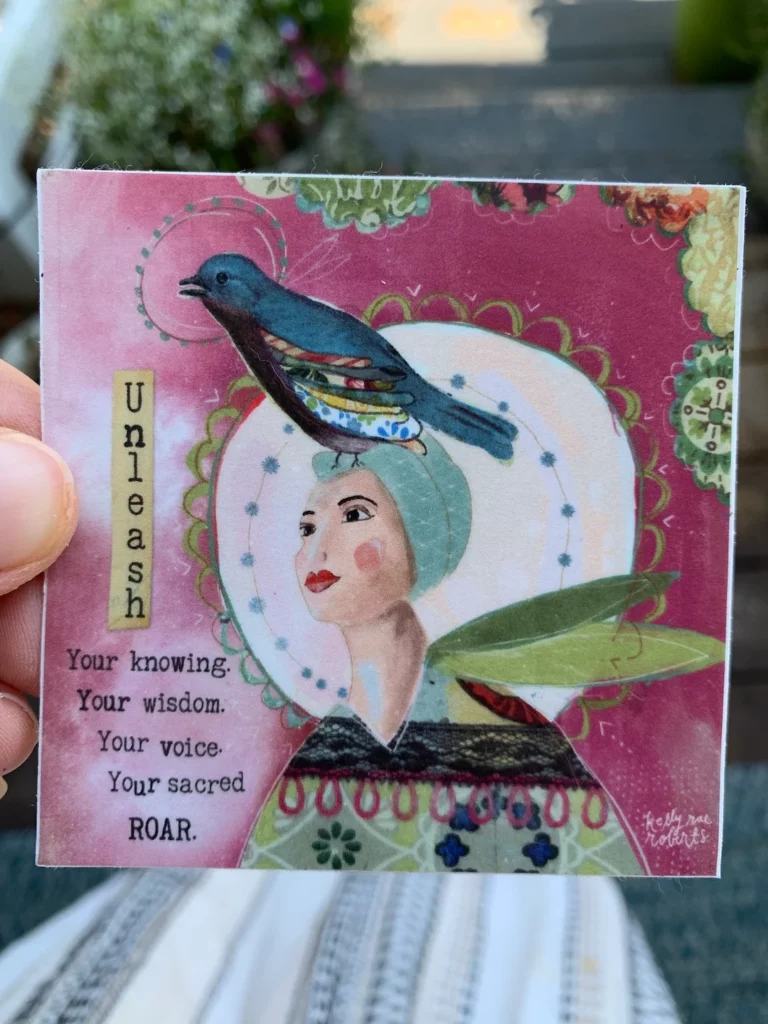 Unleash
Your knowing.
Your wisdom.
Your voice.
Your sacred
ROAR.
kelly rae
roberts